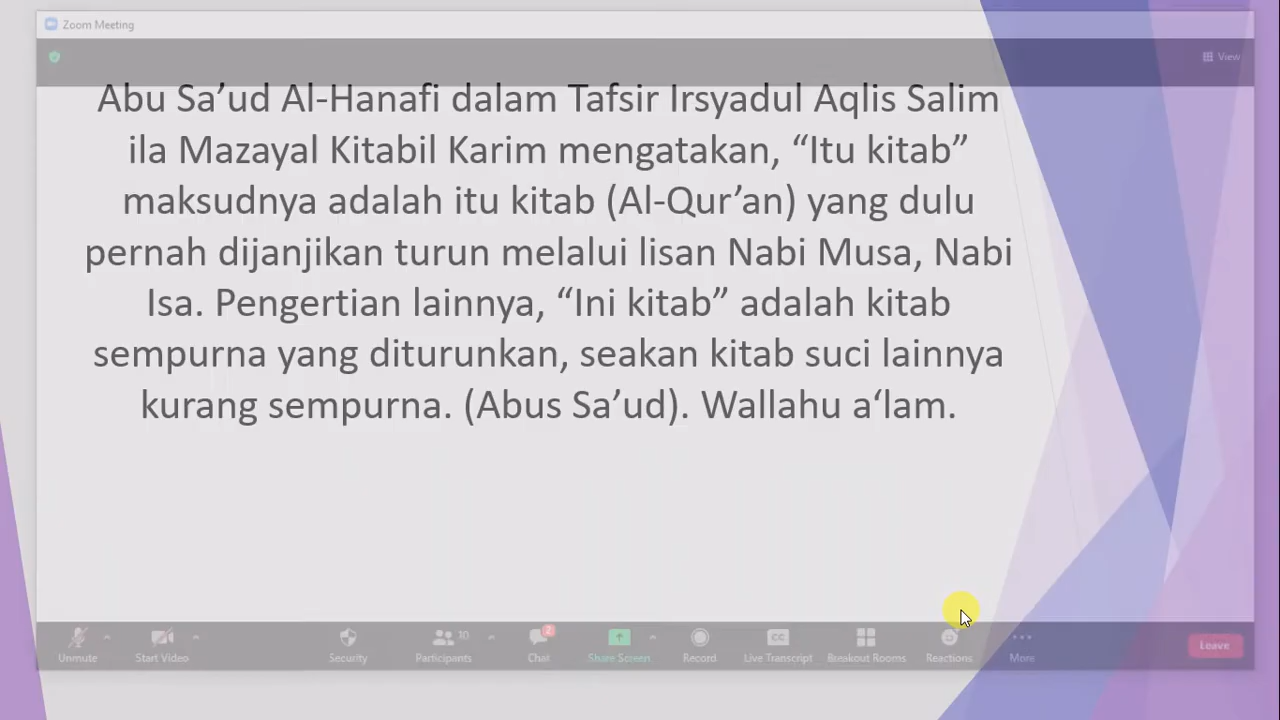 Zoom Meeting
View
Abu Sa’ud Al-Hanafi dalam Tafsir Irsyadul Aqlis Salim
ila Mazayal Kitabil Karim mengatakan, “Itu kitab”
maksudnya adalah itu kitab (Al-Qur’an) yang dulu
pernah dijanjikan turun melalui lisan Nabi Musa, Nabi
Isa. Pengertian lainnya, “Ini kitab” adalah kitab
sempurna yang diturunkan, seakan kitab suci lainnya
kurang sempurna. (Abus Sa’ud). Wallahu a‘lam.
Unmute Start Video Security Participants 10 Chat 2 Share Screen Record CC Live Transcript Breakout Rooms Reactions More Leave